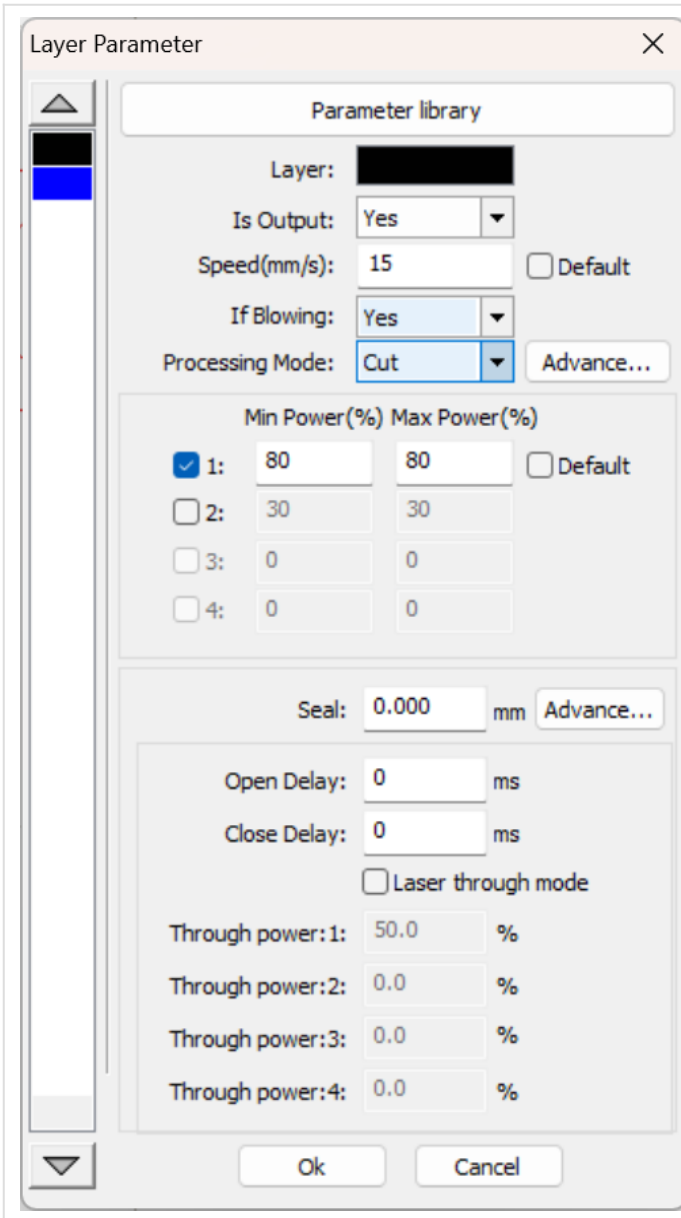 Layer Parameter
Parameter library
Layer:
Is Output: Yes
Speed(mm/s): 15 Default
If Blowing: Yes
Processing Mode: Cut Advance...
Min Power(%) Max Power(%)
1: 80 80 Default
2: 30 30
3: 0 0
4: 0 0
Seal: 0.000 mm Advance...
Open Delay: 0 ms
Close Delay: 0 ms
Laser through mode
Through power:1: 50.0 %
Through power:2: 0.0 %
Through power:3: 0.0 %
Through power:4: 0.0 %
Ok Cancel